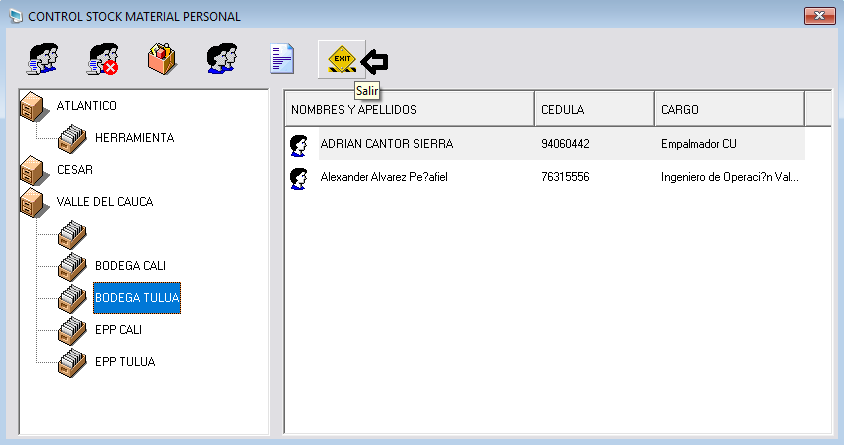 CONTROL STOCK MATERIAL PERSONAL
EXIT
Salir
ATLANTICO
HERRAMIENTA
CESAR
VALLE DEL CAUCA
BODEGA CALI
BODEGA TULUA
EPP CALI
EPP TULUA
NOMBRES Y APELLIDOS CEDULA CARGO
ADRIAN CANTOR SIERRA 94060442 Empalmador CU
Alexander Alvarez Pe?afiel 76315556 Ingeniero de Operaci?n Val...